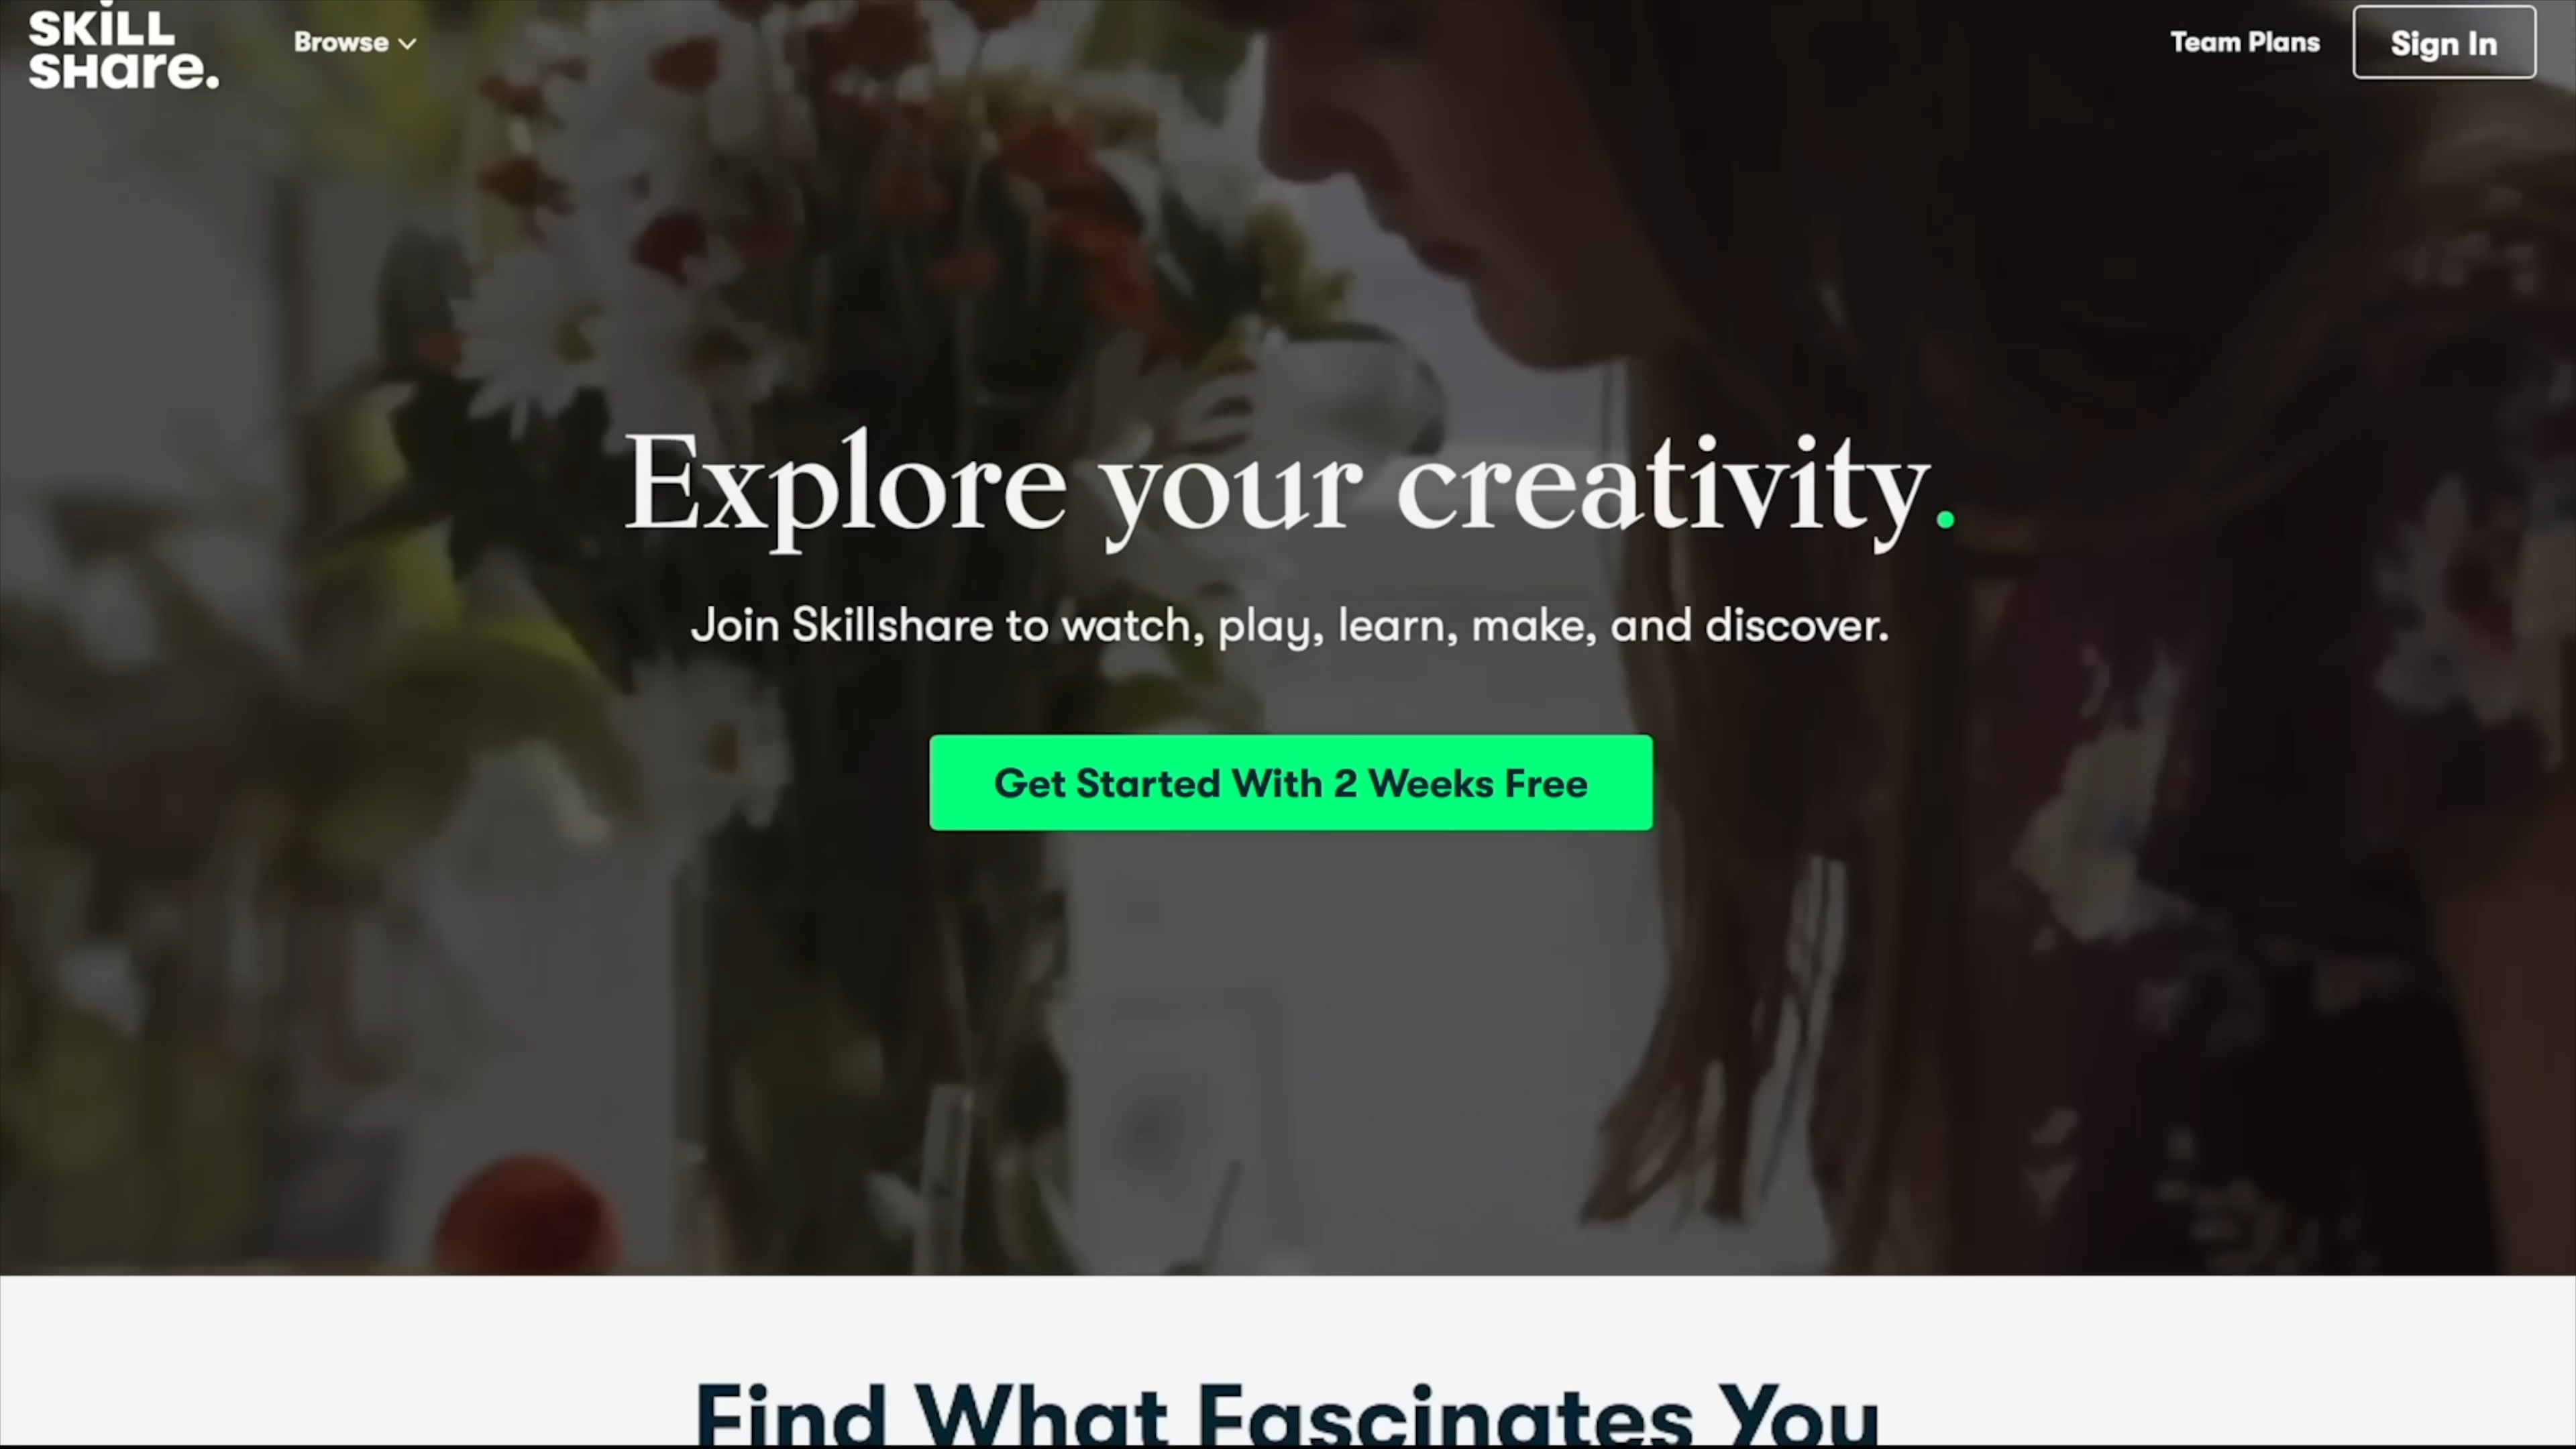 SKILL
SHare.
Browse
Team Plans
Sign In
Explore your creativity.
Join Skillshare to watch, play, learn, make, and discover.
Get Started With 2 Weeks Free
Find What Fascinates You